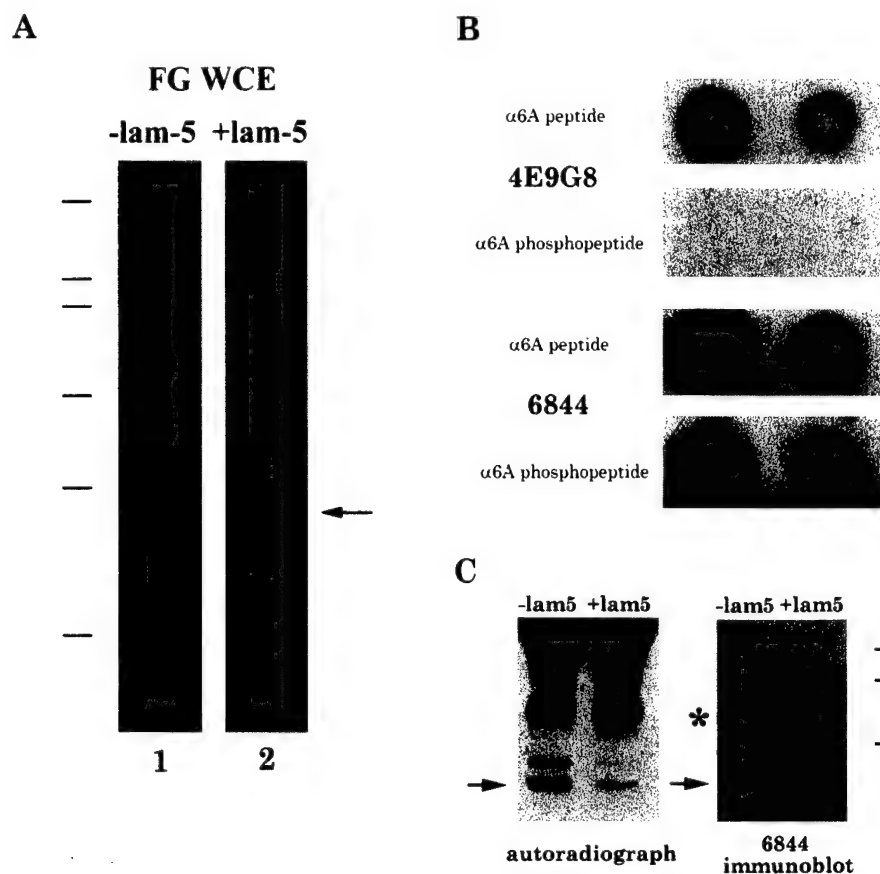 A
FG WCE
-lam-5 +lam-5
1 2
B
α6A peptide
4E9G8
α6A phosphopeptide
α6A peptide
6844
α6A phosphopeptide
C
-lam5 +lam5
-lam5 +lam5
*
autoradiograph
6844
immunoblot